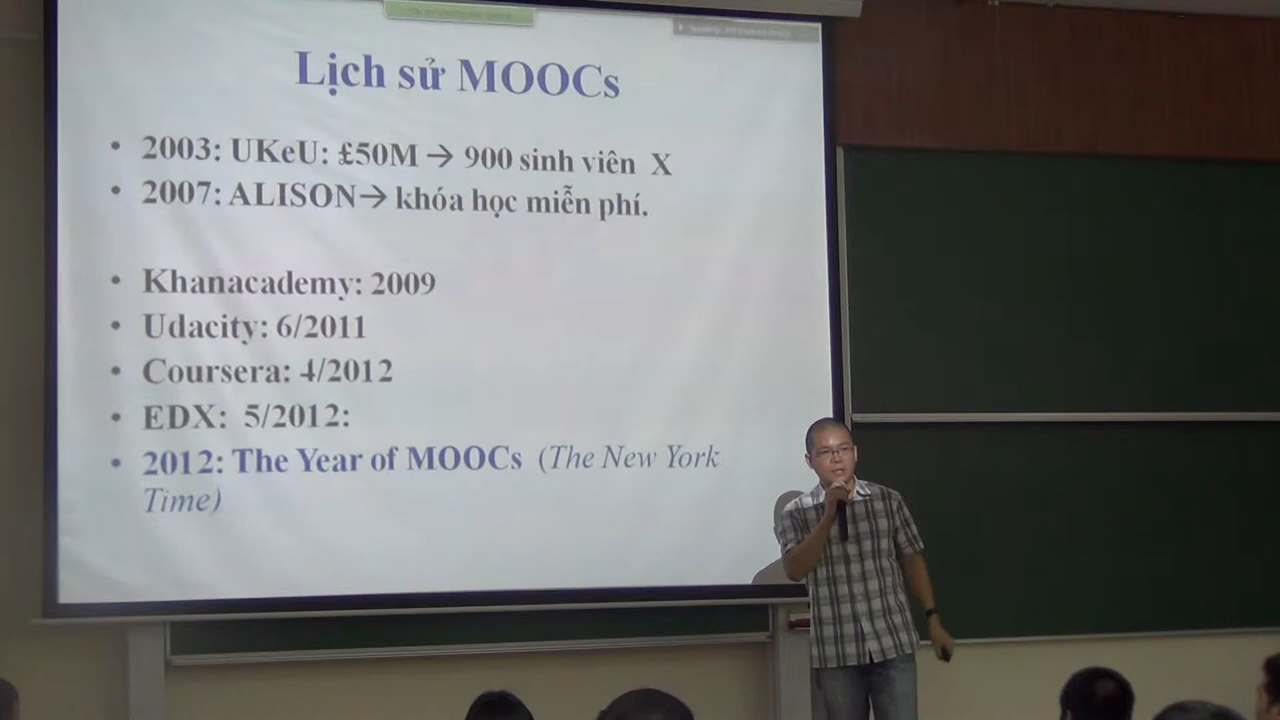 Lịch sử MOOCs
• 2003: UKeU: £50M → 900 sinh viên X
• 2007: ALISON→ khóa học miễn phí.
• Khanacademy: 2009
• Udacity: 6/2011
• Coursera: 4/2012
• EDX: 5/2012:
• 2012: The Year of MOOCs (The New York
Time)